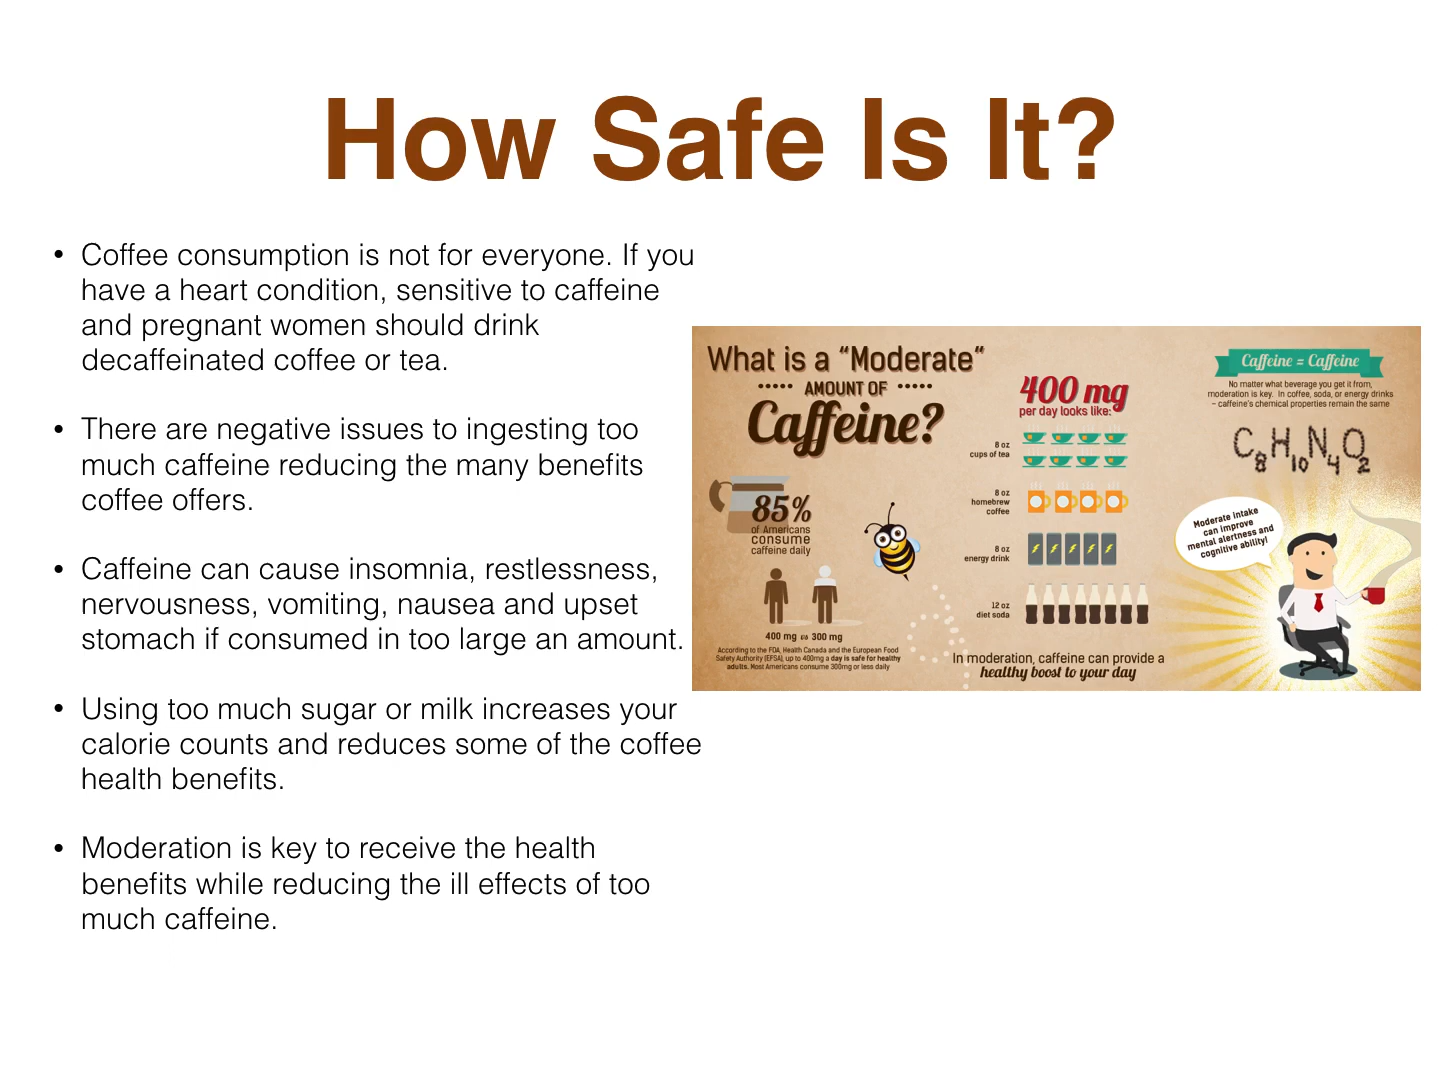 How Safe Is It?
• Coffee consumption is not for everyone. If you
have a heart condition, sensitive to caffeine
and pregnant women should drink
decaffeinated coffee or tea.
• There are negative issues to ingesting too
much caffeine reducing the many benefits
coffee offers.
• Caffeine can cause insomnia, restlessness,
nervousness, vomiting, nausea and upset
stomach if consumed in too large an amount.
• Using too much sugar or milk increases your
calorie counts and reduces some of the coffee
health benefits.
• Moderation is key to receive the health
benefits while reducing the ill effects of too
much caffeine.
What is a “Moderate”
••••• AMOUNT OF •••••
Caffeine?
85%
of Americans
consume
caffeine daily
400 mg vs 300 mg
According to the FDA, Health Canada and the European Food
Safety Authority (EFSA), up to 400mg a day is safe for healthy
adults. Most Americans consume 300mg or less daily
400 mg
per day looks like:
8 oz
cups of tea
8 oz
homebrew
coffee
8 oz
energy drink
12 oz
diet soda
In moderation, caffeine can provide a
healthy boost to your day
Caffeine = Caffeine
No matter what beverage you get it from,
moderation is key. In coffee, soda, or energy drinks
– caffeine's chemical properties remain the same
C8H10N4O2
Moderate intake
can improve
mental alertness and
cognitive ability!